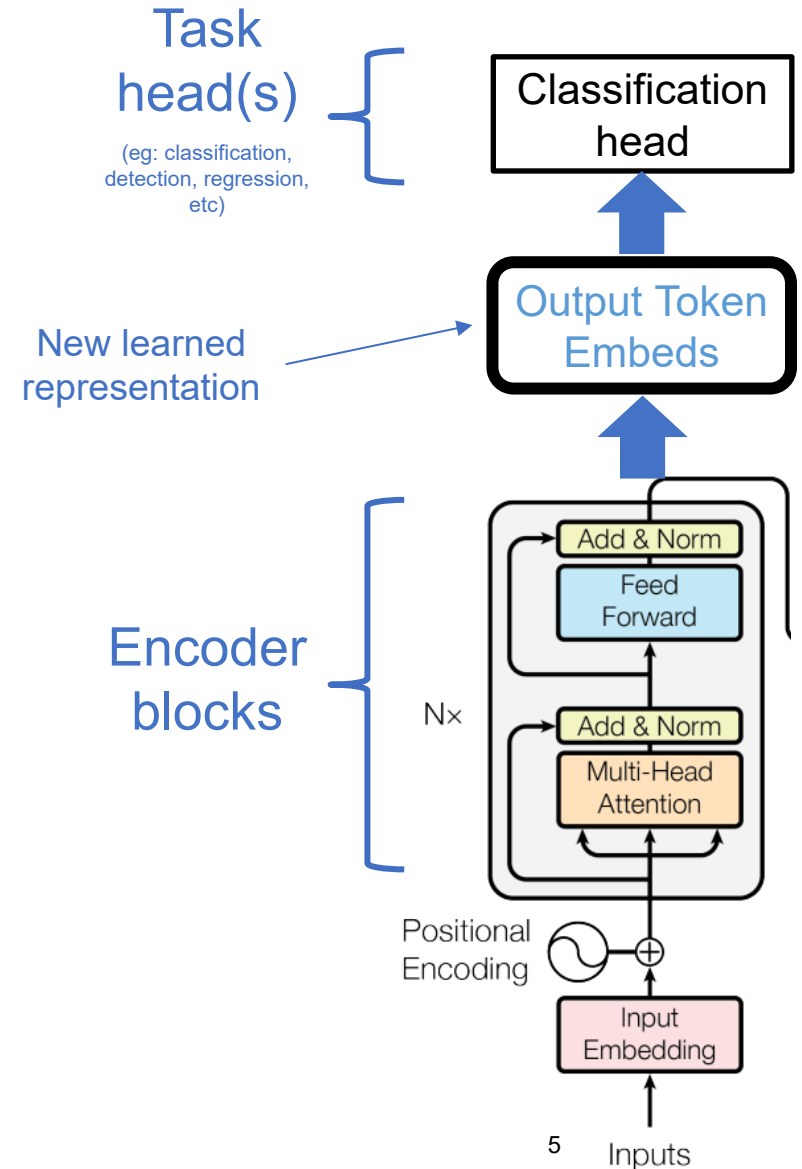 Task
head(s)
(eg: classification,
detection, regression,
etc)
Classification
head
Output Token
Embeds
New learned
representation
Encoder
blocks
Nx
Add & Norm
Feed
Forward
Add & Norm
Multi-Head
Attention
Positional
Encoding
Input
Embedding
5
Inputs